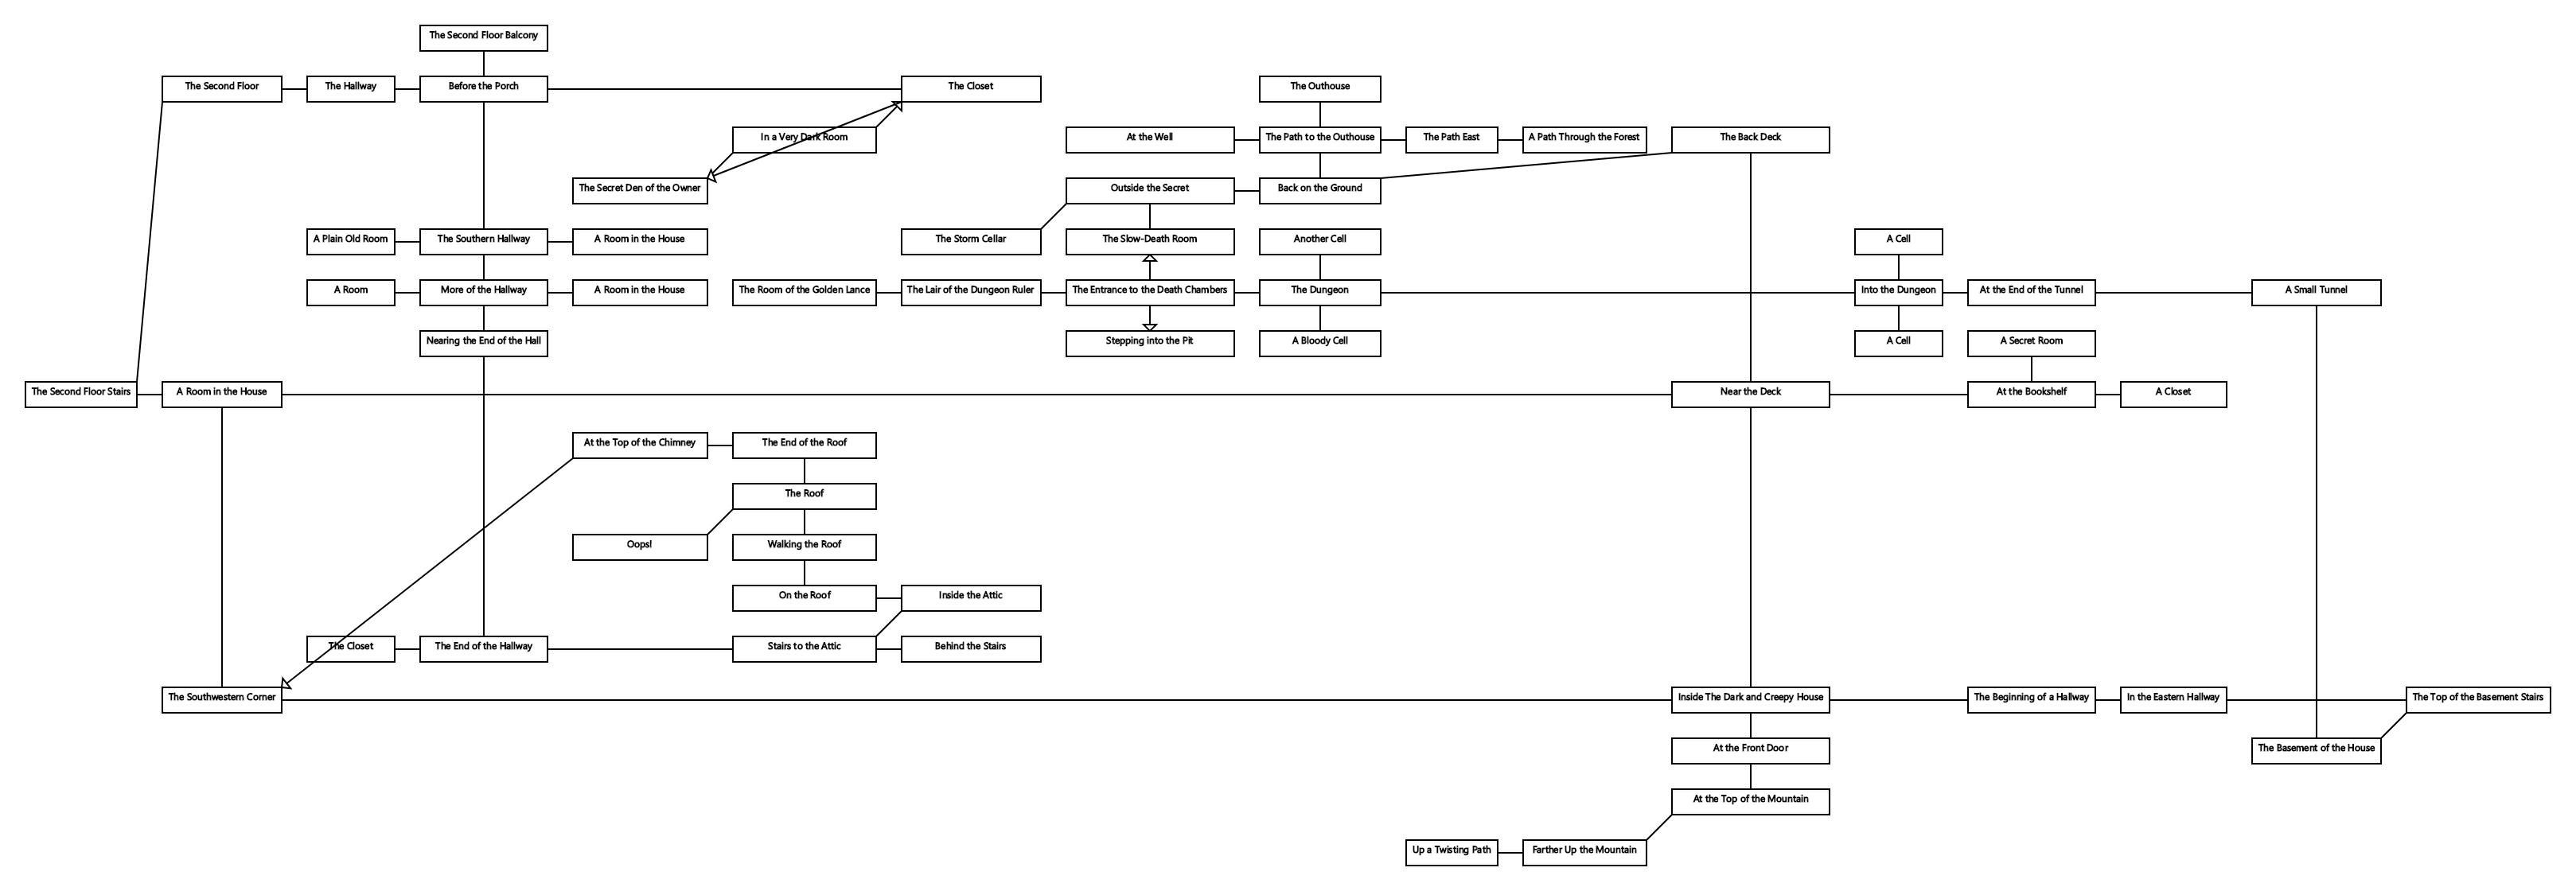 The Second Floor Balcony
The Second Floor
The Hallway
Before the Porch
The Closet
The Outhouse
In a Very Dark Room
At the Well
The Path to the Outhouse
The Path East
A Path Through the Forest
The Back Deck
The Secret Den of the Owner
Outside the Secret
Back on the Ground
A Plain Old Room
The Southern Hallway
A Room in the House
The Storm Cellar
The Slow-Death Room
Another Cell
A Cell
A Room
More of the Hallway
A Room in the House
The Room of the Golden Lance
The Lair of the Dungeon Ruler
The Entrance to the Death Chambers
The Dungeon
Into the Dungeon
At the End of the Tunnel
A Small Tunnel
Nearing the End of the Hall
Stepping into the Pit
A Bloody Cell
A Cell
A Secret Room
The Second Floor Stairs
A Room in the House
Near the Deck
At the Bookshelf
A Closet
At the Top of the Chimney
The End of the Roof
The Roof
Oops!
Walking the Roof
On the Roof
Inside the Attic
The Closet
The End of the Hallway
Stairs to the Attic
Behind the Stairs
The Southwestern Corner
Inside The Dark and Creepy House
The Beginning of a Hallway
In the Eastern Hallway
The Top of the Basement Stairs
At the Front Door
The Basement of the House
At the Top of the Mountain
Up a Twisting Path
Farther Up the Mountain